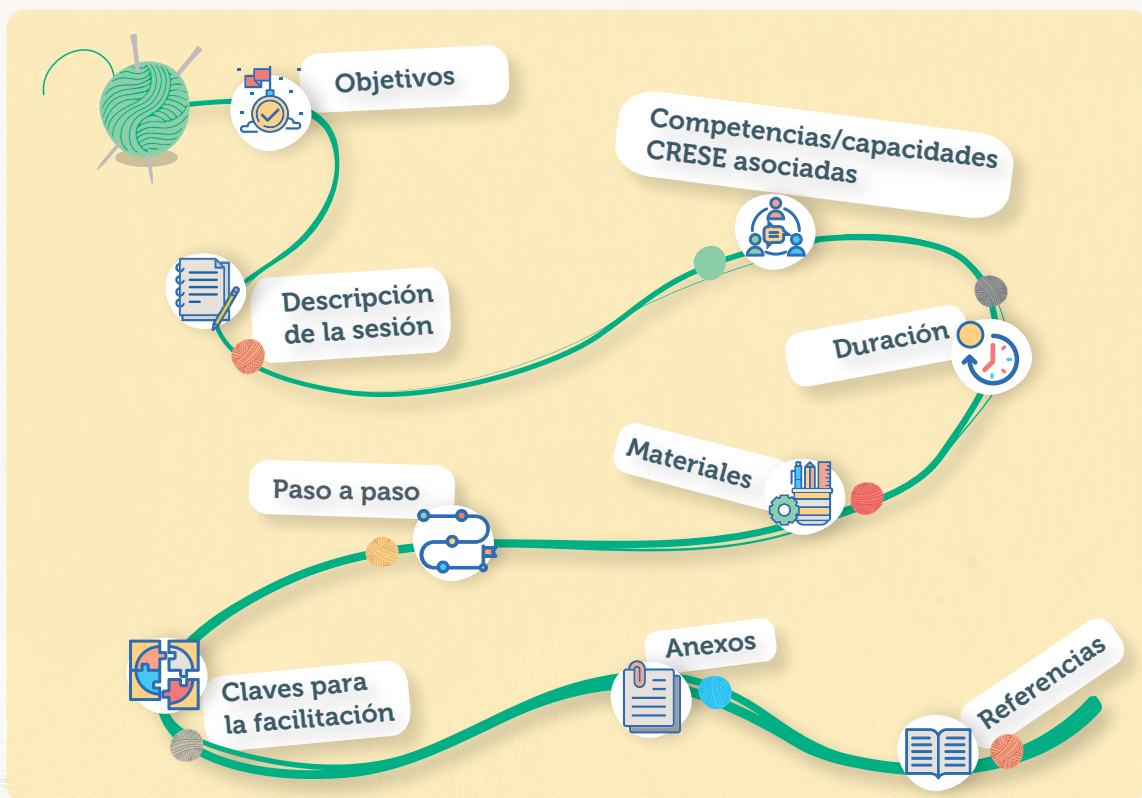 Objetivos
Descripción
de la sesión
Competencias/capacidades
CRESE asociadas
Duración
Materiales
Paso a paso
Claves para
la facilitación
Anexos
Referencias